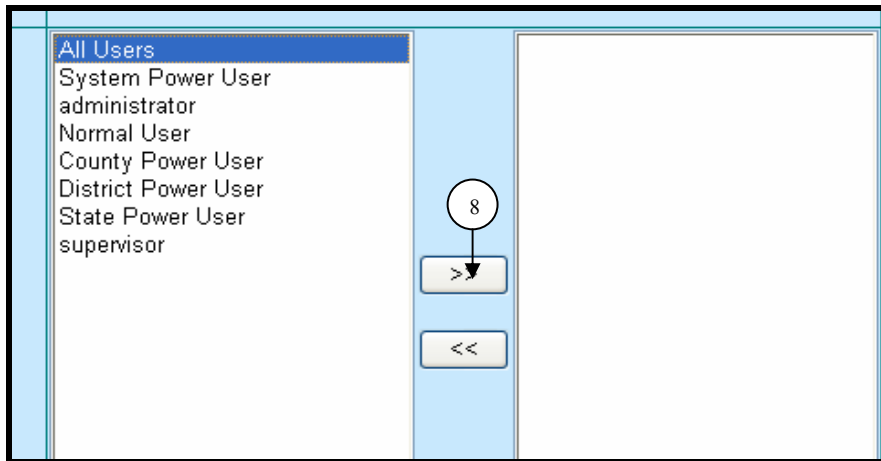 All Users
System Power User
administrator
Normal User
County Power User
District Power User
State Power User
supervisor
8
>>
<<